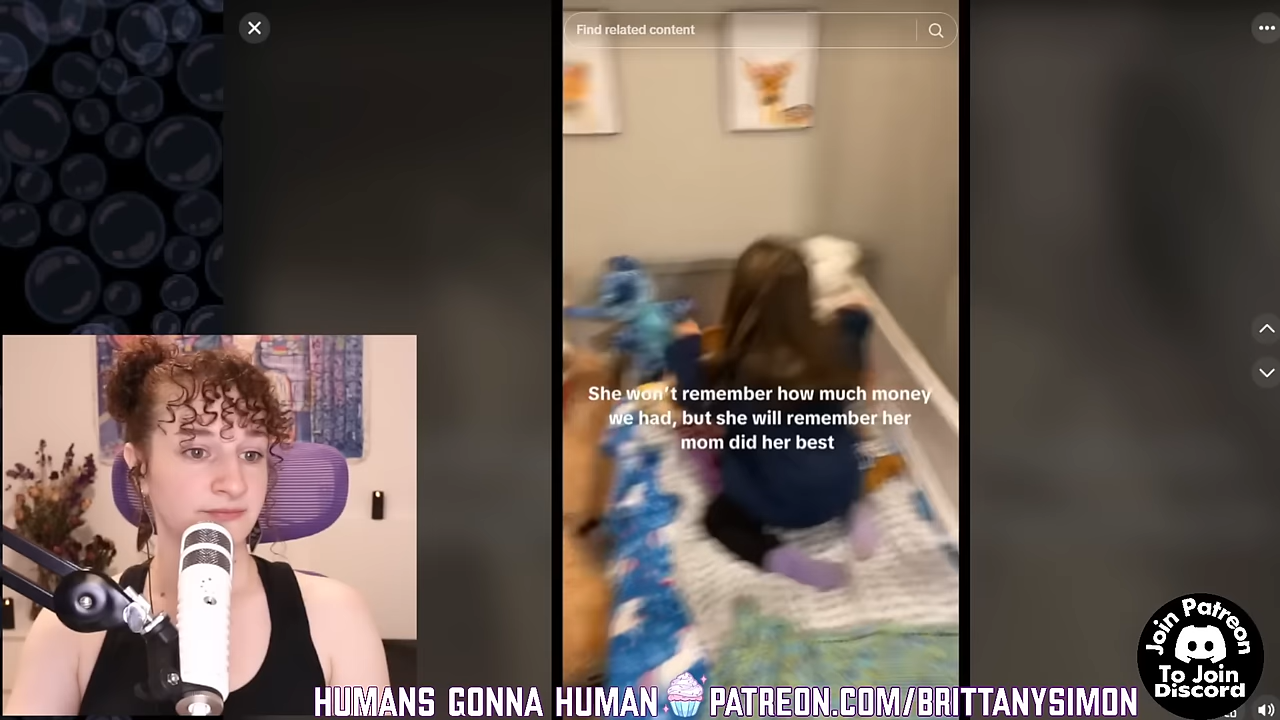 Find related content
She won't remember how much money
we had, but she will remember her
mom did her best
Join Patreon
To Join
Discord
HUMANS GONNA HUMAN PATREON.COM/BRITTANYSIMON